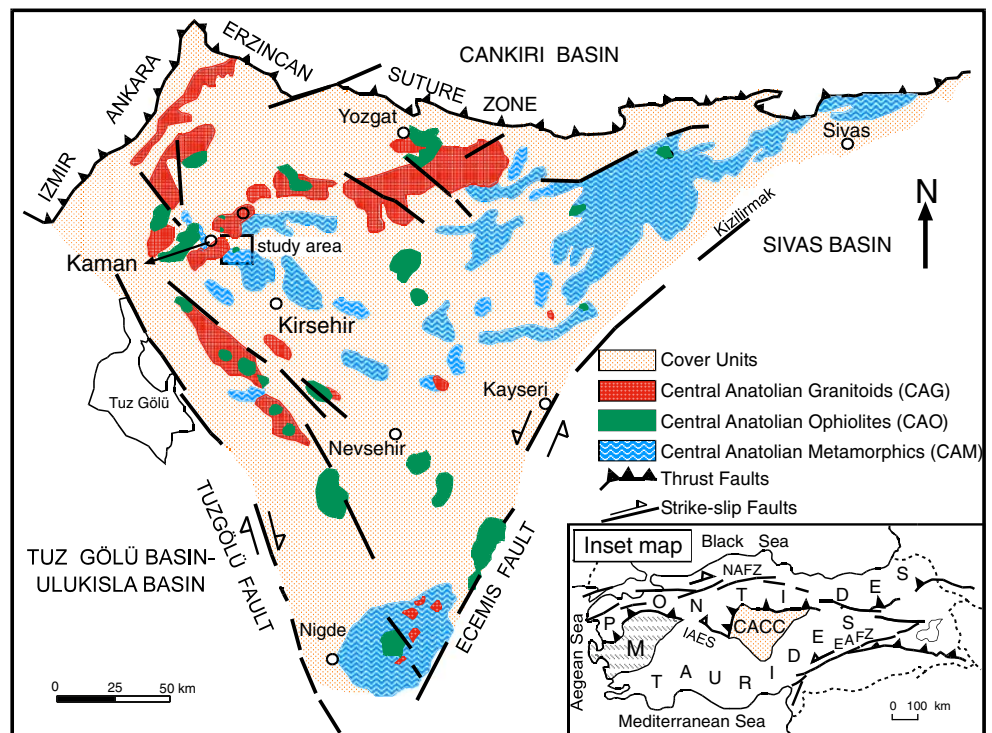 CANKIRI BASIN
IZMIR ANKARA ERZINCAN SUTURE ZONE
Yozgat
Sivas
N
Kizilirmak
SIVAS BASIN
study area
Kaman
Kirsehir
Tuz Gölü
Kayseri
Nevsehir
Cover Units
Central Anatolian Granitoids (CAG)
Central Anatolian Ophiolites (CAO)
Central Anatolian Metamorphics (CAM)
Thrust Faults
Strike-slip Faults
TUZGÖLÜ FAULT
ECEMIS FAULT
TUZ GÖLÜ BASIN-
ULUKISLA BASIN
Nigde
0 25 50 km
Inset map
Black Sea
NAFZ
P O N T I D E S
IAES
CACC
M
EAFZ
T A U R I D E S
Aegean Sea
Mediterranean Sea
0 100 km